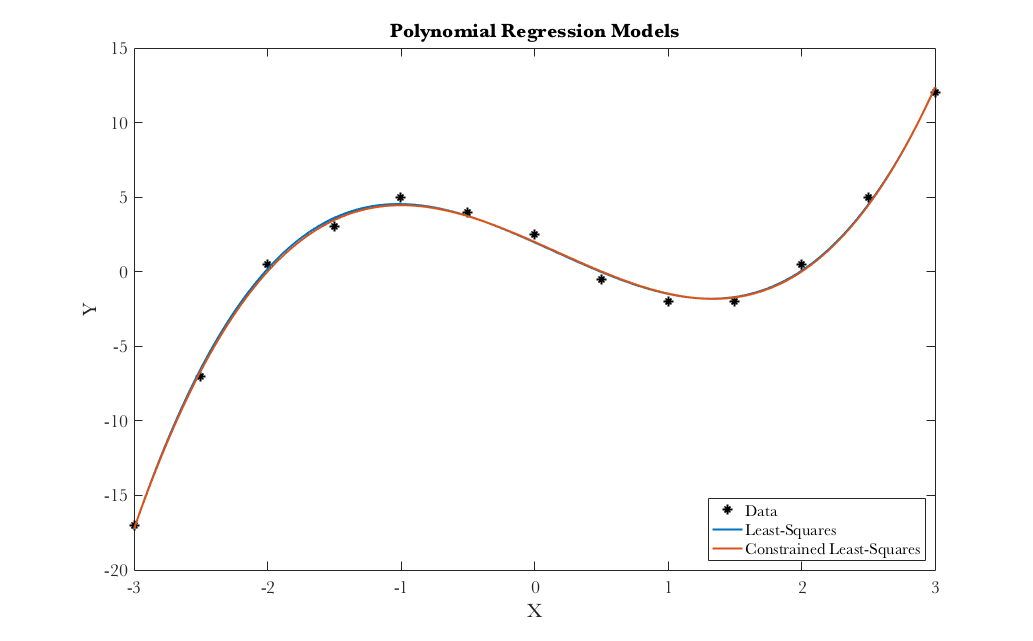 Polynomial Regression Models
15
10
5
0
-5
-10
-15
-20
Y
Data
Least-Squares
Constrained Least-Squares
-3 -2 -1 0 1 2 3
X